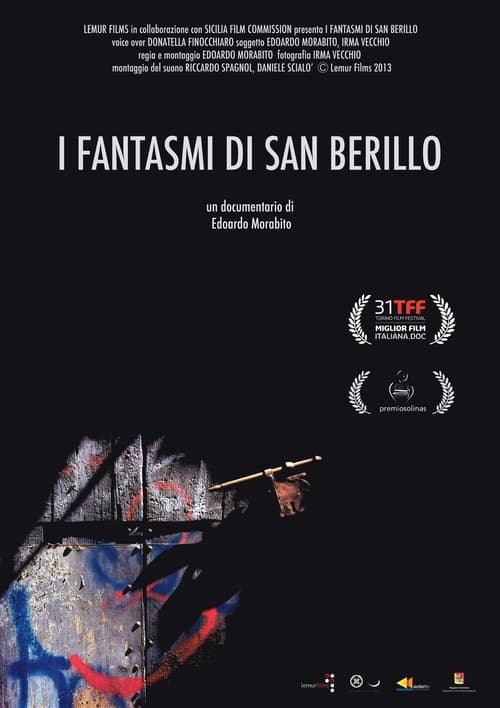 LEMUR FILMS in collaborazione con SICILIA FILM COMMISSION presenta I FANTASMI DI SAN BERILLO
voice over DONATELLA FINOCCHIARO soggetto EDOARDO MORABITO, IRMA VECCHIO
regia e montaggio EDOARDO MORABITO fotografia IRMA VECCHIO
montaggio del suono RICCARDO SPAGNOL, DANIELE SCIALO' © Lemur Films 2013
I FANTASMI DI SAN BERILLO
un documentario di
Edoardo Morabito
31TFF
TORINO FILM FESTIVAL
MIGLIOR FILM
ITALIANA.DOC
premiosolinas
lemurfilms